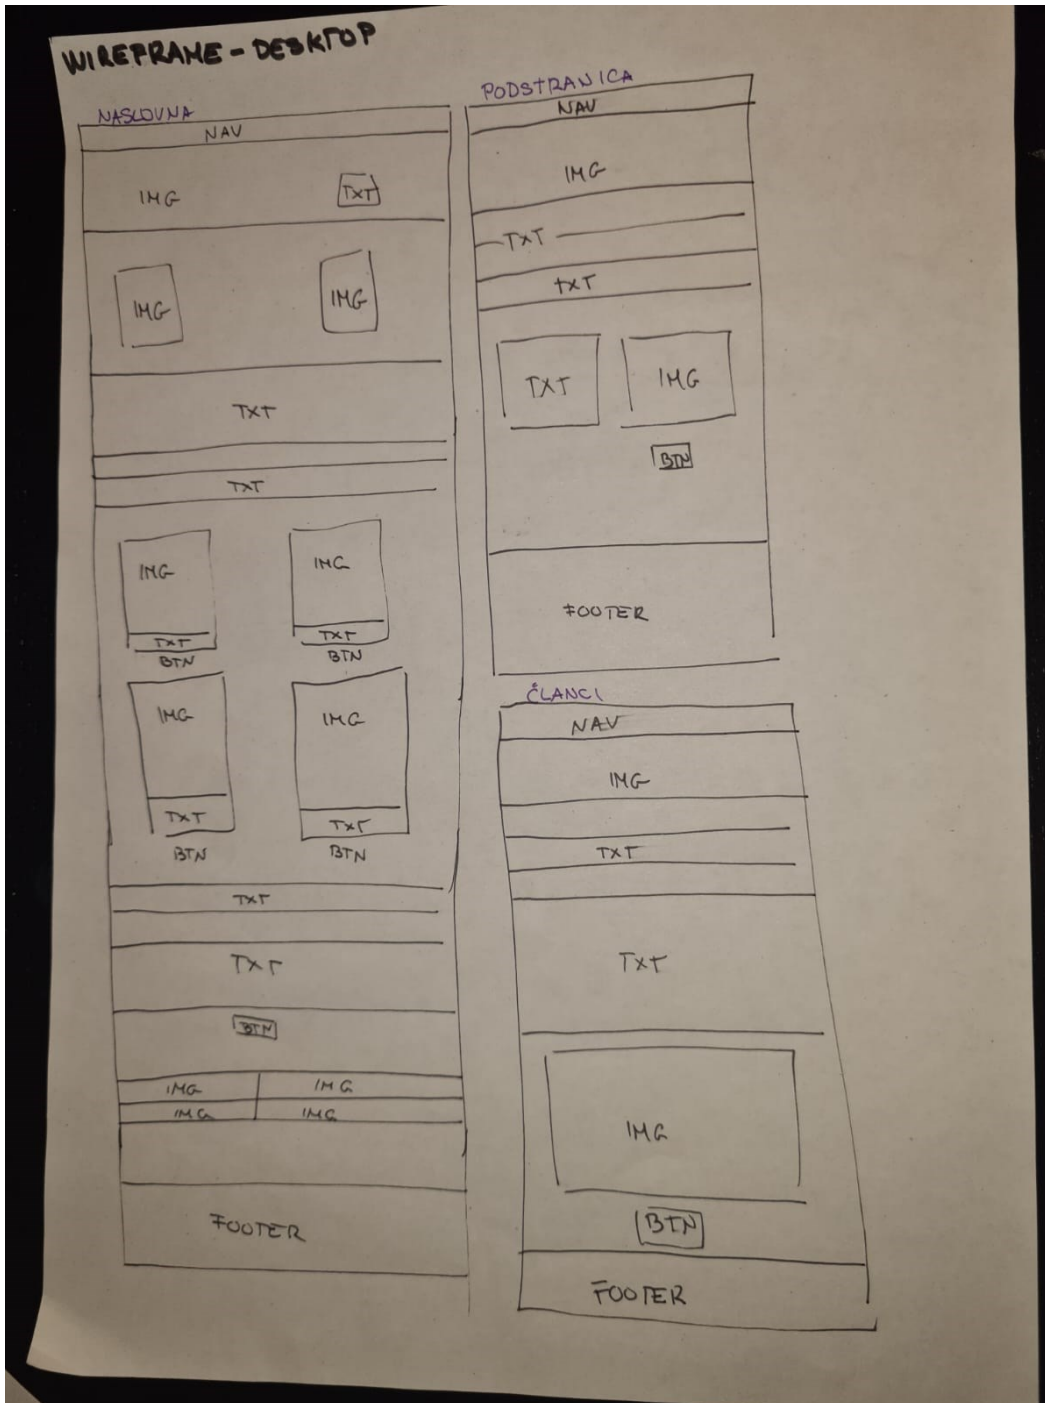 WIREFRAME - DESKTOP
NASLOVNA
NAV
IMG TXT
IMG IMG
TXT
TXT
IMG IMG
TXT TXT
BTN BTN
IMG IMG
TXT TXT
BTN BTN
TXT
TXT
BTN
IMG IMG
IMG IMG
FOOTER
PODSTRANICA
NAV
IMG
TXT
TXT
TXT IMG
BTN
FOOTER
ČLANCI
NAV
IMG
TXT
TXT
IMG
BTN
FOOTER